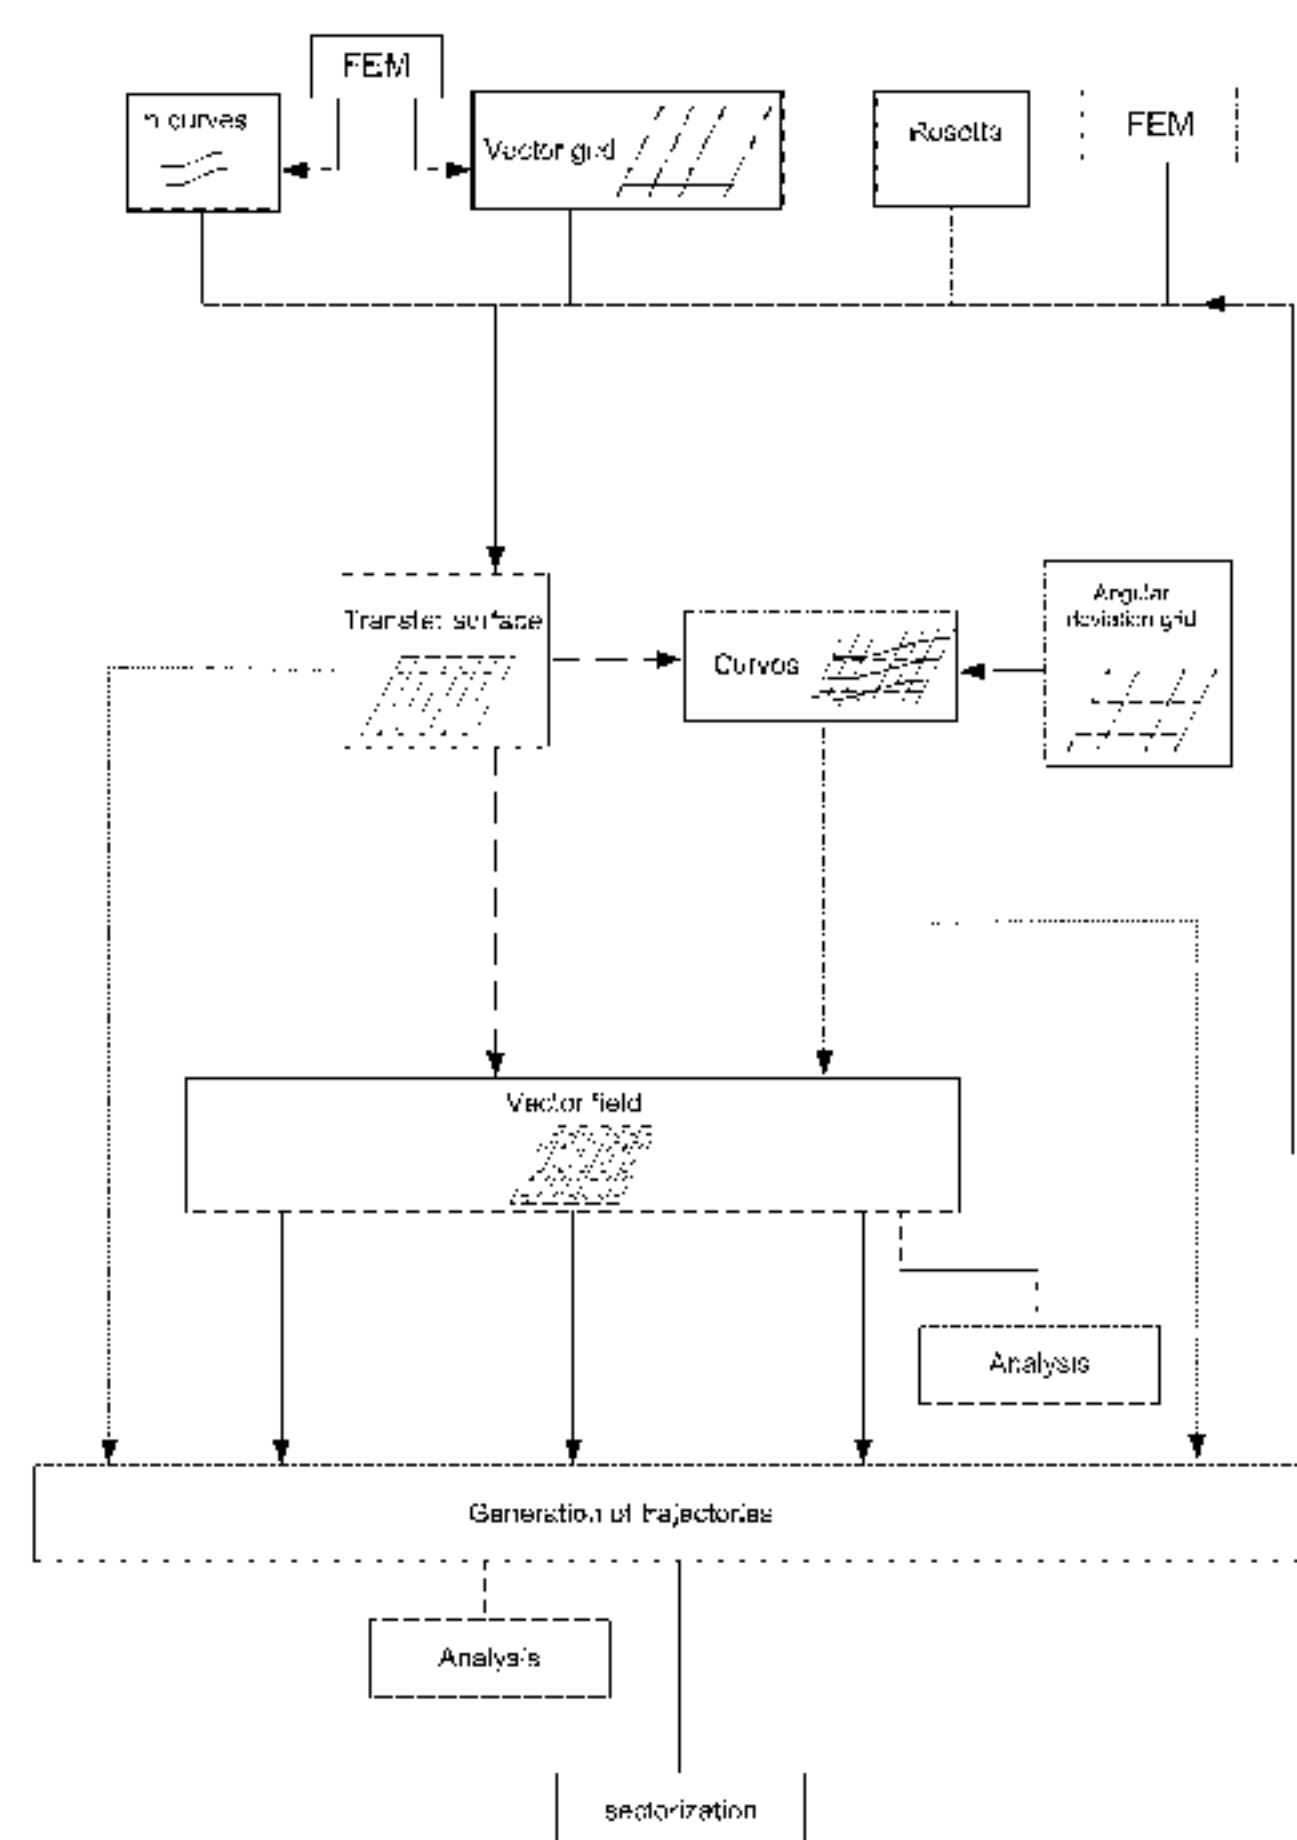 FEM
n curves
Vector grid
Rosette
FEM
Transfer surface
Curves
Angular
deviation grid
Vector field
Analysis
Generation of trajectories
Analysis
sectorization